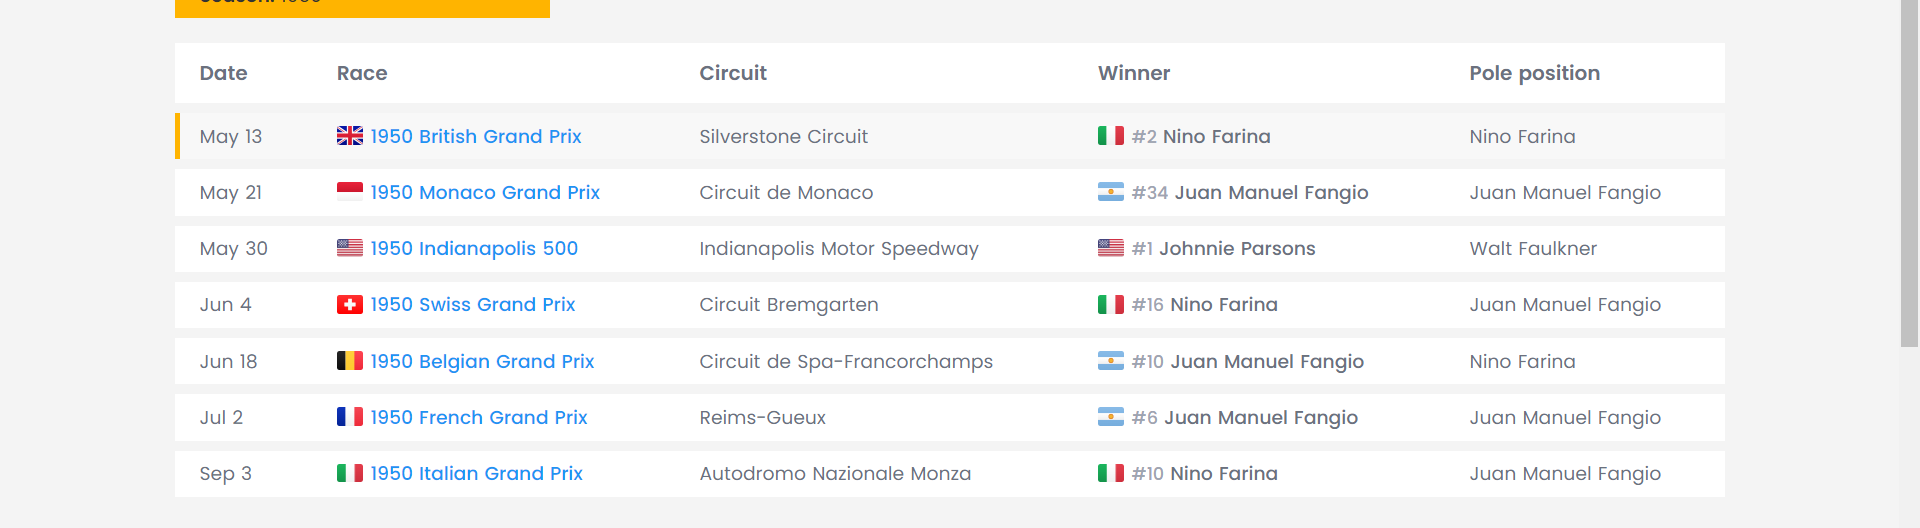 Date Race Circuit Winner Pole position
May 13 1950 British Grand Prix Silverstone Circuit #2 Nino Farina Nino Farina
May 21 1950 Monaco Grand Prix Circuit de Monaco #34 Juan Manuel Fangio Juan Manuel Fangio
May 30 1950 Indianapolis 500 Indianapolis Motor Speedway #1 Johnnie Parsons Walt Faulkner
Jun 4 1950 Swiss Grand Prix Circuit Bremgarten #16 Nino Farina Juan Manuel Fangio
Jun 18 1950 Belgian Grand Prix Circuit de Spa-Francorchamps #10 Juan Manuel Fangio Nino Farina
Jul 2 1950 French Grand Prix Reims-Gueux #6 Juan Manuel Fangio Juan Manuel Fangio
Sep 3 1950 Italian Grand Prix Autodromo Nazionale Monza #10 Nino Farina Juan Manuel Fangio